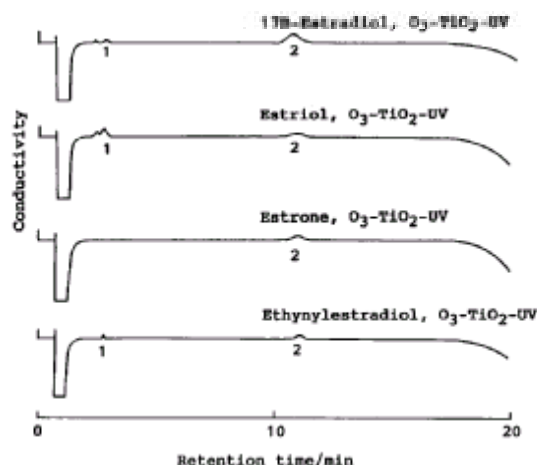 17β-Estradiol, O₃-TiO₂-UV
1
2
Estriol, O₃-TiO₂-UV
1
2
Estrone, O₃-TiO₂-UV
2
Ethynylestradiol, O₃-TiO₂-UV
1
2
Conductivity
0
10
20
Retention time/min